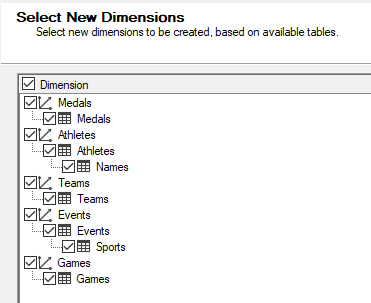 Select New Dimensions
Select new dimensions to be created, based on available tables.
Dimension
Medals
Medals
Athletes
Athletes
Names
Teams
Teams
Events
Events
Sports
Games
Games